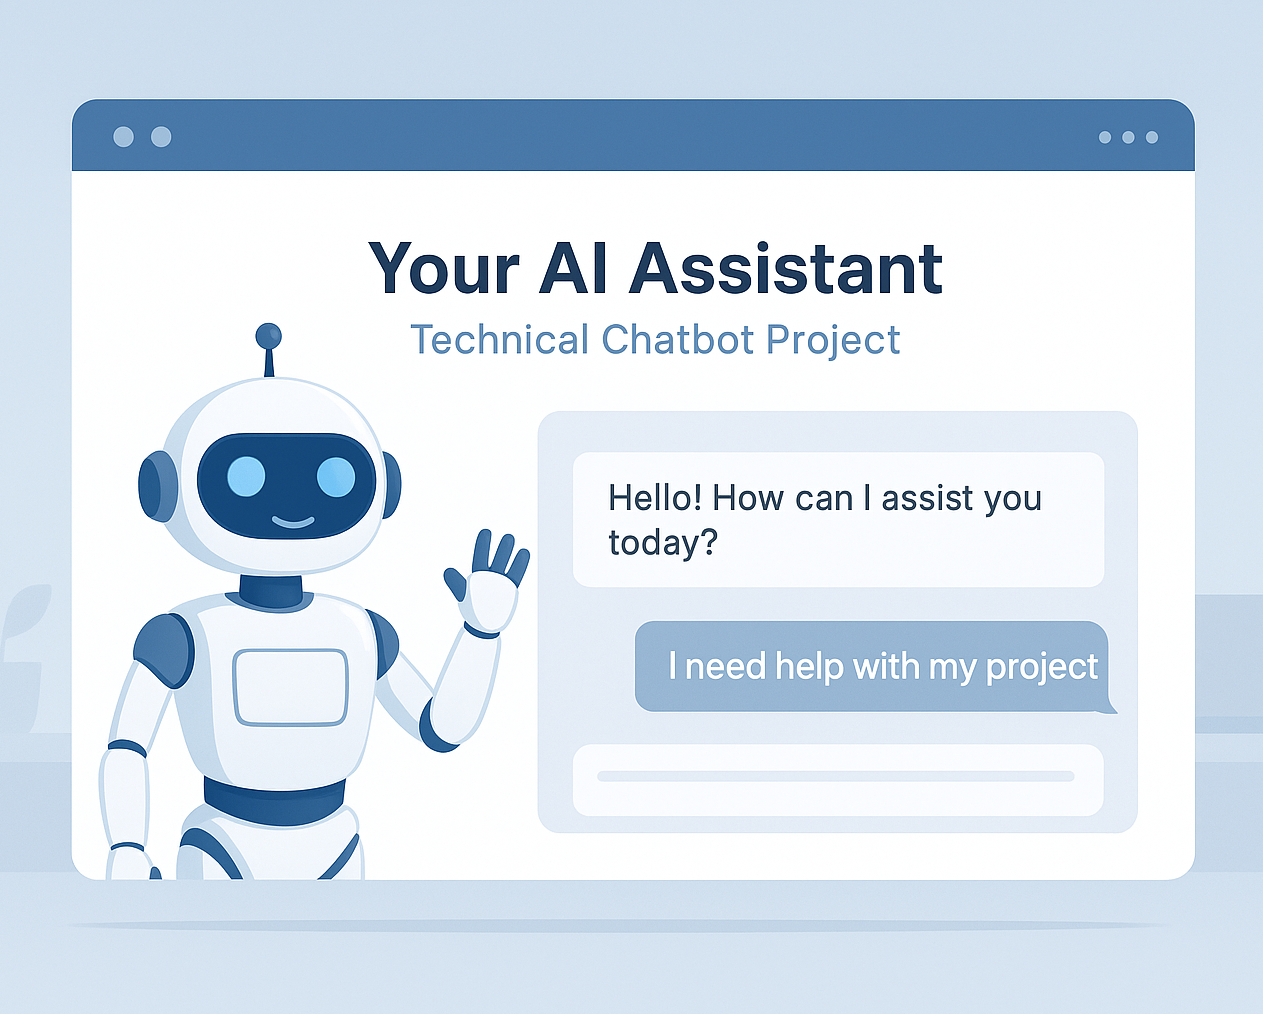 Your AI Assistant
Technical Chatbot Project
Hello! How can I assist you
today?
I need help with my project